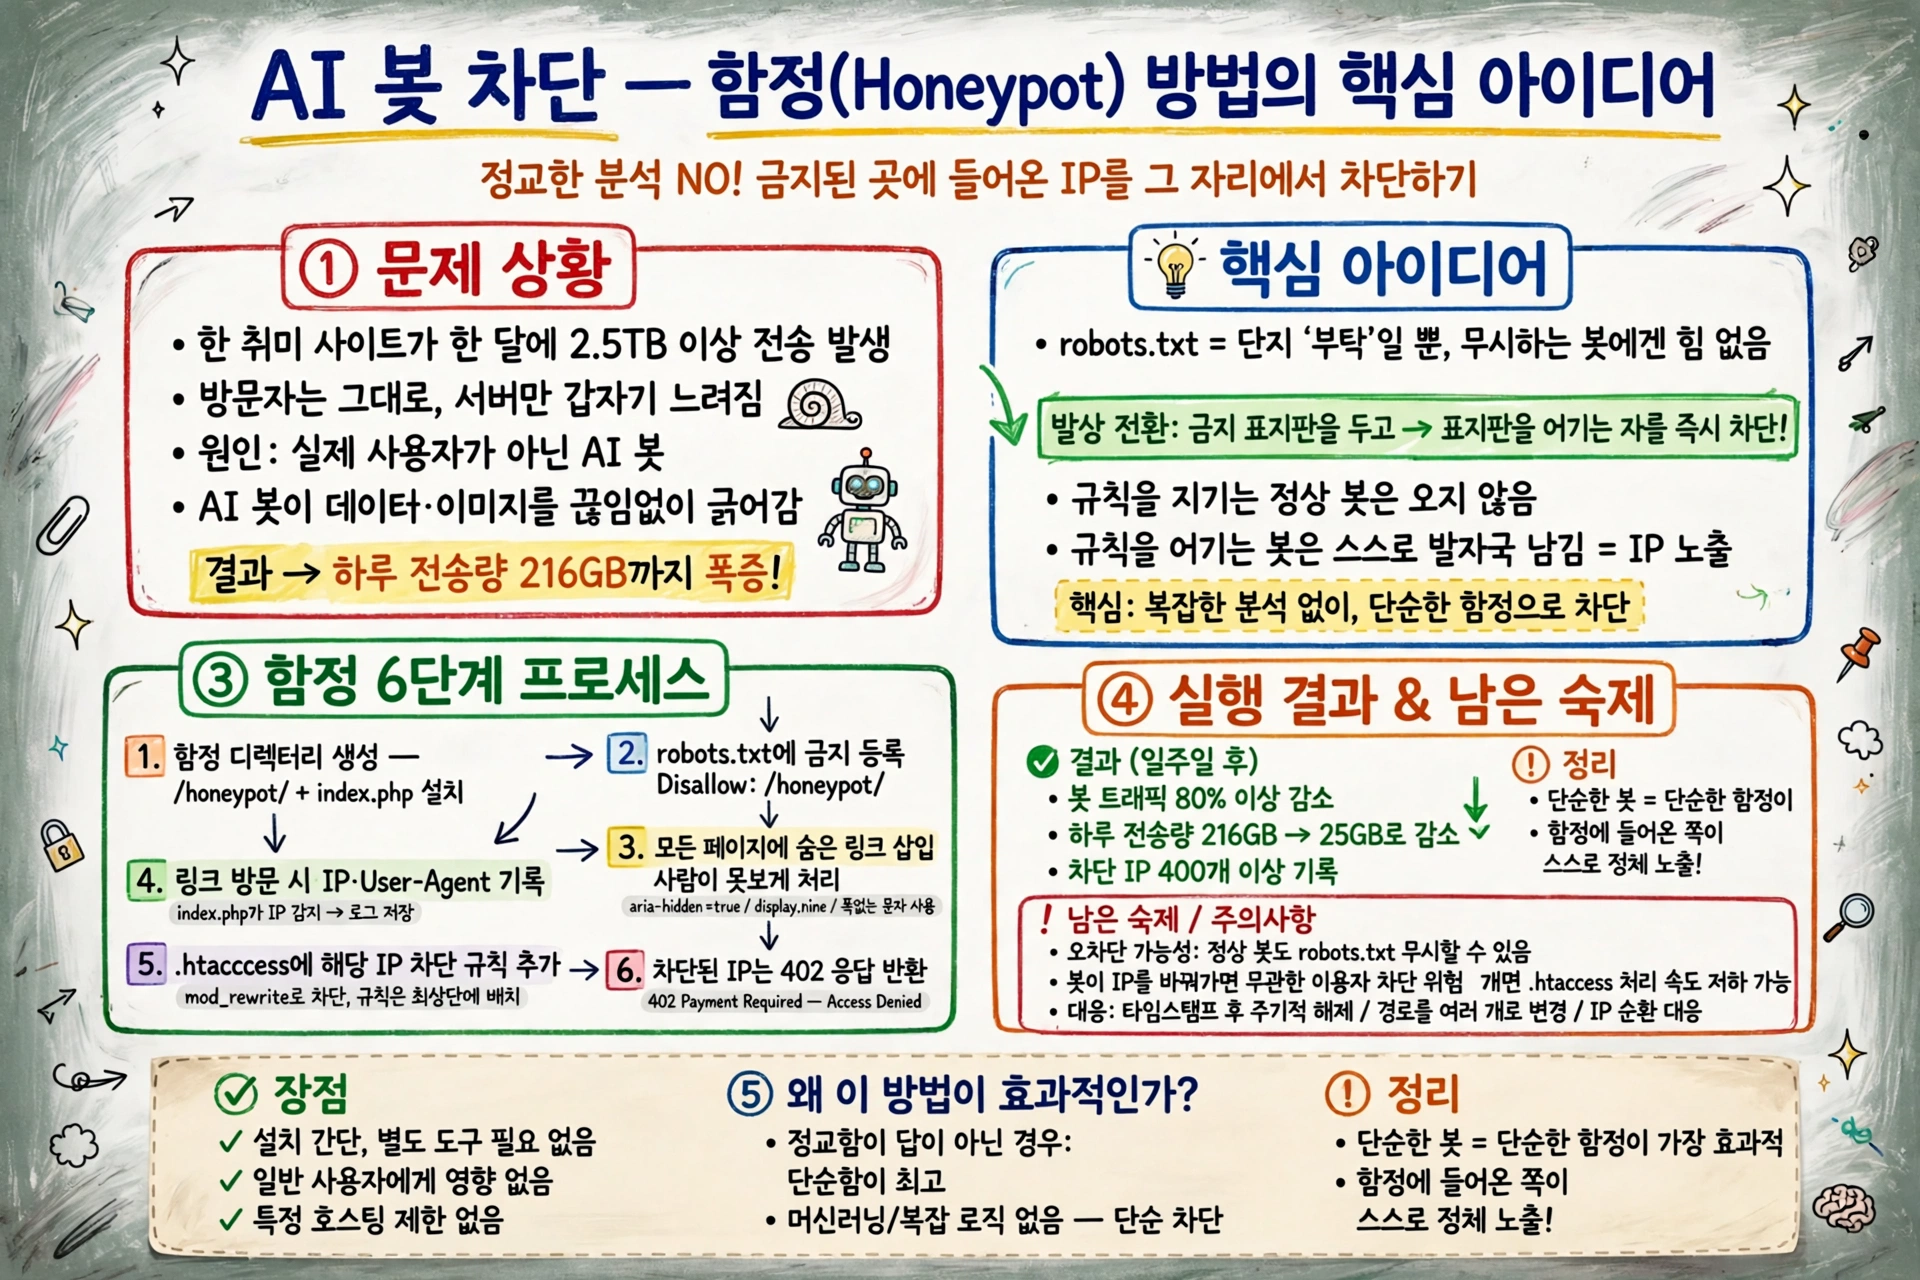 AI 봇 차단 — 함정(Honeypot) 방법의 핵심 아이디어
정교한 분석 NO! 금지된 곳에 들어온 IP를 그 자리에서 차단하기
① 문제 상황
• 한 취미 사이트가 한 달에 2.5TB 이상 전송 발생
• 방문자는 그대로, 서버만 갑자기 느려짐
• 원인: 실제 사용자가 아닌 AI 봇
• AI 봇이 데이터·이미지를 끊임없이 긁어감
결과 → 하루 전송량 216GB까지 폭증!
핵심 아이디어
• robots.txt = 단지 ‘부탁’일 뿐, 무시하는 봇에겐 힘 없음
발상 전환: 금지 표지판을 두고 → 표지판을 어기는 자를 즉시 차단!
• 규칙을 지기는 정상 봇은 오지 않음
• 규칙을 어기는 봇은 스스로 발자국 남김 = IP 노출
핵심: 복잡한 분석 없이, 단순한 함정으로 차단
③ 함정 6단계 프로세스
1. 함정 디렉터리 생성 —
/honeypot/ + index.php 설치
2. robots.txt에 금지 등록
Disallow: /honeypot/
3. 모든 페이지에 숨은 링크 삽입
사람이 못보게 처리
aria-hidden=true / display.nine / 폭없는 문자 사용
4. 링크 방문 시 IP·User-Agent 기록
index.php가 IP 감지 → 로그 저장
5. .htacccess에 해당 IP 차단 규칙 추가
mod_rewrite로 차단, 규칙은 최상단에 배치
6. 차단된 IP는 402 응답 반환
402 Payment Required — Access Denied
④ 실행 결과 & 남은 숙제
결과 (일주일 후)
• 봇 트래픽 80% 이상 감소
• 하루 전송량 216GB → 25GB로 감소
• 차단 IP 400개 이상 기록
! 정리
• 단순한 봇 = 단순한 함정이
• 함정에 들어온 쪽이
스스로 정체 노출!
! 남은 숙제 / 주의사항
• 오차단 가능성: 정상 봇도 robots.txt 무시할 수 있음
• 봇이 IP를 바꿔가면 무관한 이용자 차단 위험 개면 .htaccess 처리 속도 저하 가능
• 대응: 타임스탬프 후 주기적 해제 / 경로를 여러 개로 변경 / IP 순환 대응
장점
✓ 설치 간단, 별도 도구 필요 없음
✓ 일반 사용자에게 영향 없음
✓ 특정 호스팅 제한 없음
⑤ 왜 이 방법이 효과적인가?
• 정교함이 답이 아닌 경우:
단순함이 최고
• 머신러닝/복잡 로직 없음 — 단순 차단
! 정리
• 단순한 봇 = 단순한 함정이 가장 효과적
• 함정에 들어온 쪽이
스스로 정체 노출!